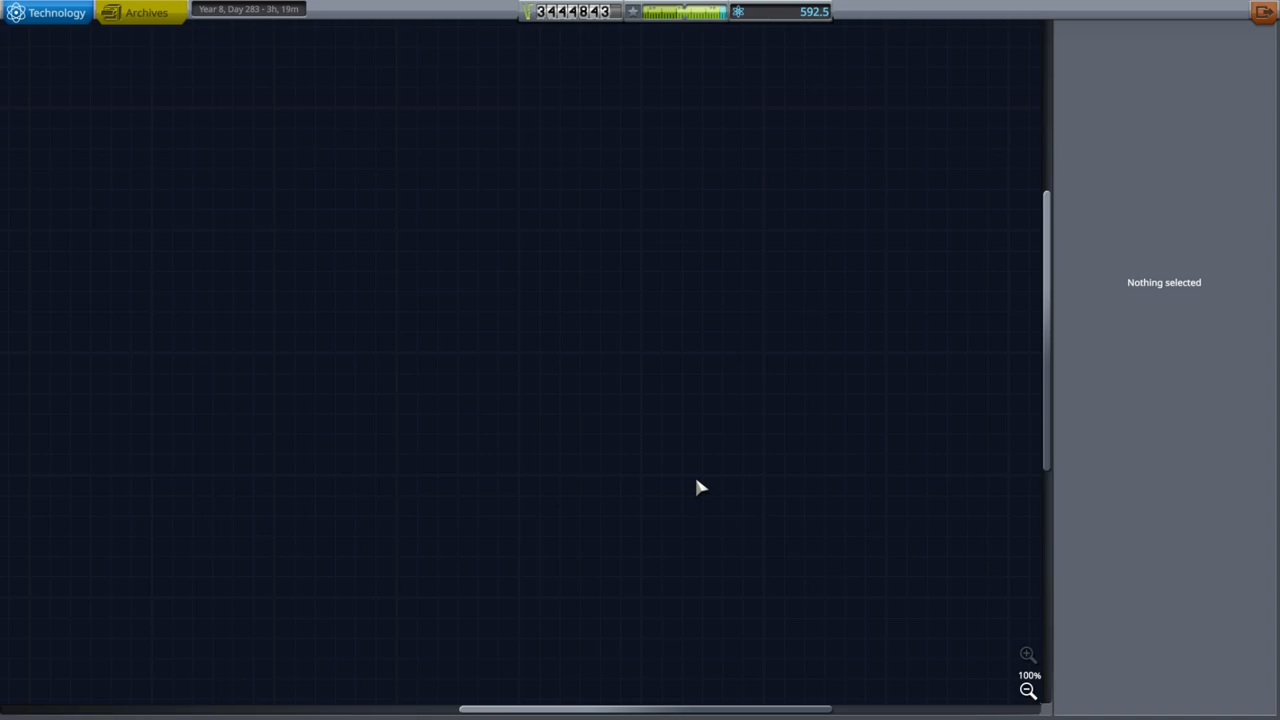 Technology
Archives
Year 8, Day 283 - 3h, 19m
3444843
592.5
Nothing selected
100%